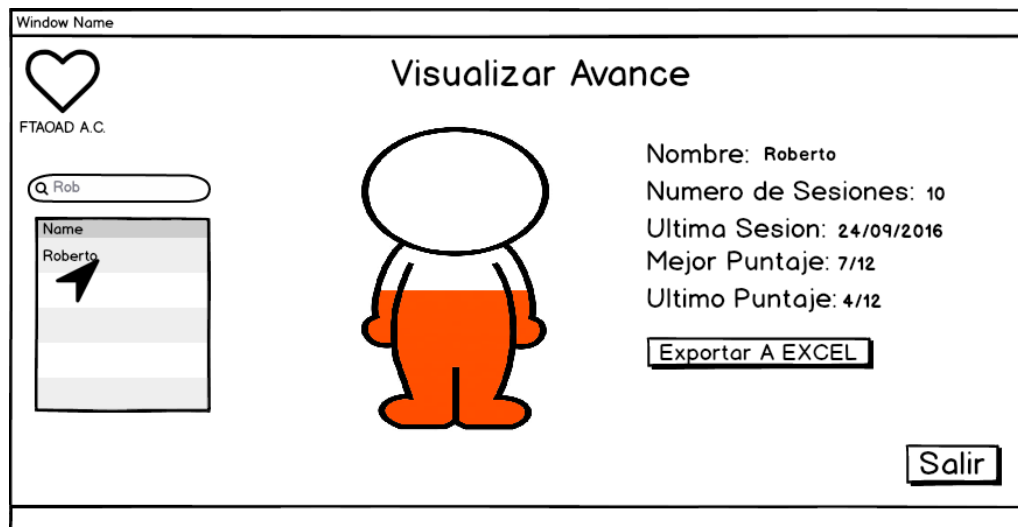 Window Name
Visualizar Avance
FTAOAD A.C.
Rob
Name
Roberto
Nombre: Roberto
Numero de Sesiones: 10
Ultima Sesion: 24/09/2016
Mejor Puntaje: 7/12
Ultimo Puntaje: 4/12
Exportar A EXCEL
Salir